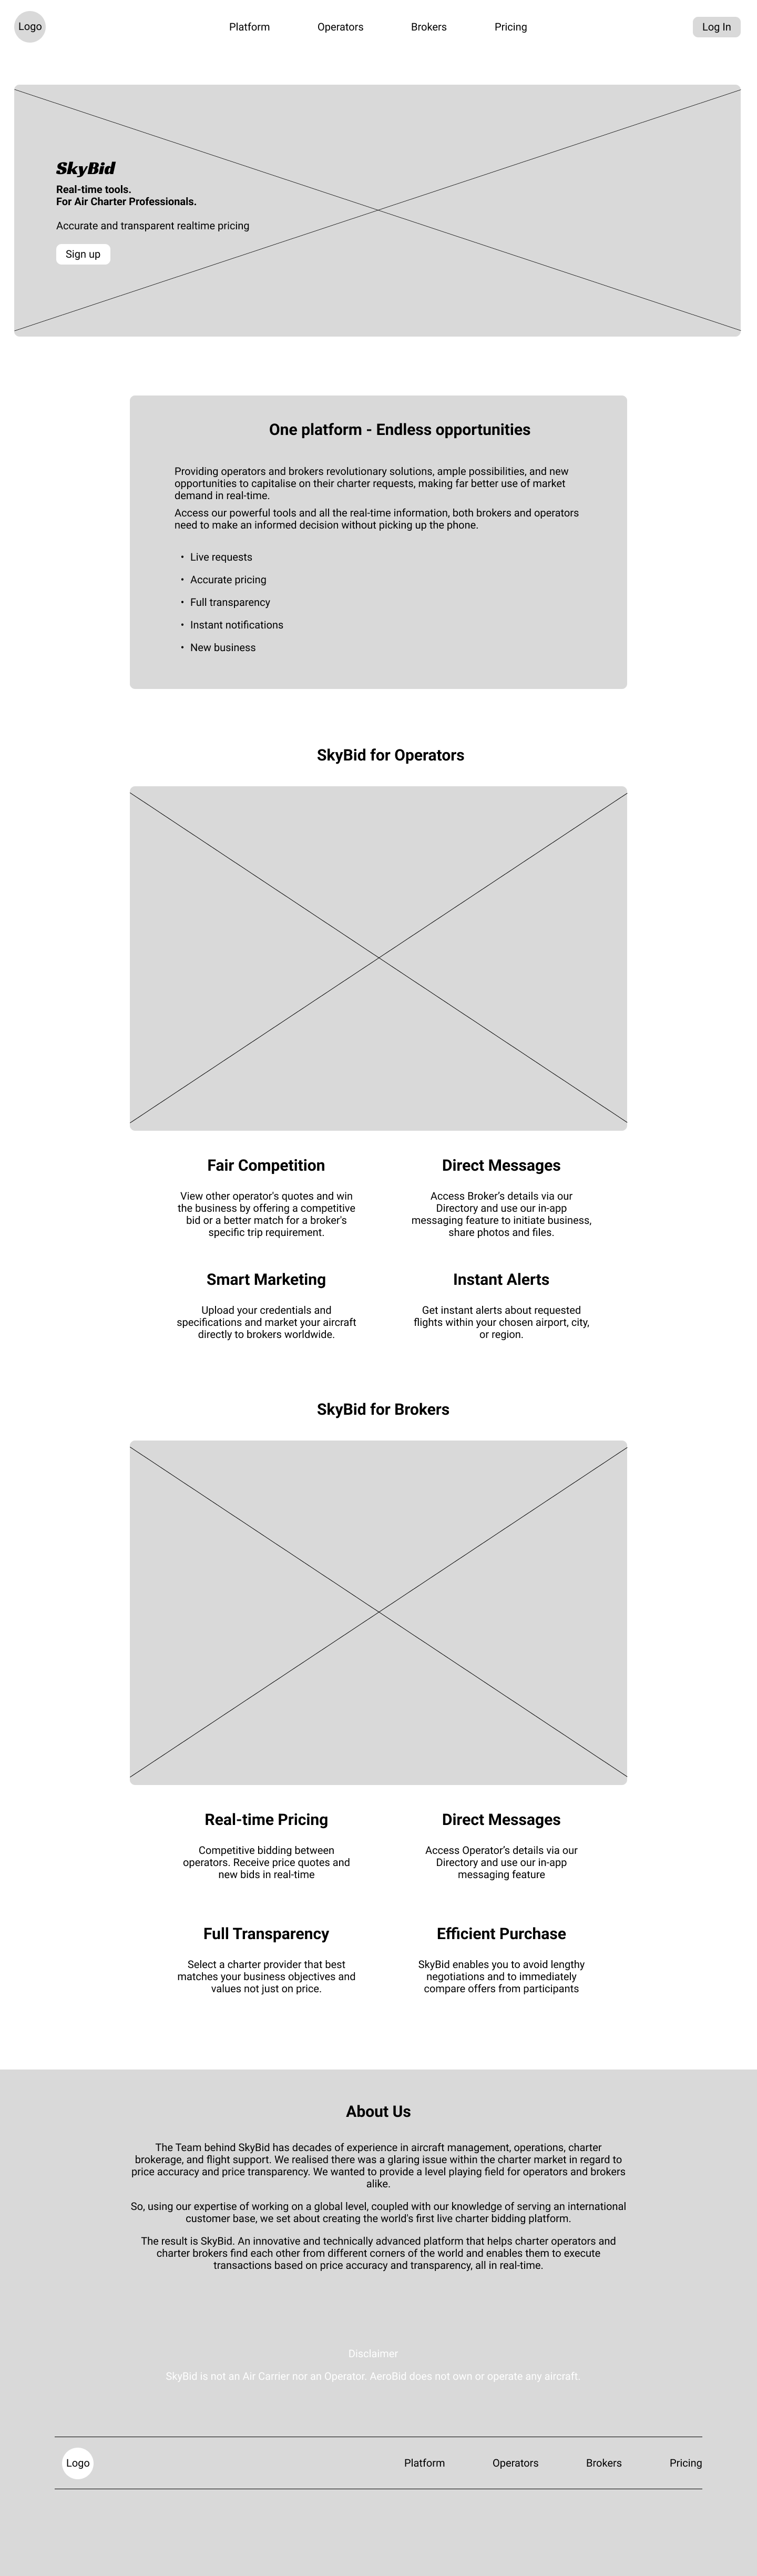 Logo
Platform
Operators
Brokers
Pricing
Log In
SkyBid
Real-time tools.
For Air Charter Professionals.
Accurate and transparent realtime pricing
Sign up
One platform - Endless opportunities
Providing operators and brokers revolutionary solutions, ample possibilities, and new
opportunities to capitalise on their charter requests, making far better use of market
demand in real-time.
Access our powerful tools and all the real-time information, both brokers and operators
need to make an informed decision without picking up the phone.
• Live requests
• Accurate pricing
• Full transparency
• Instant notifications
• New business
SkyBid for Operators
Fair Competition
View other operator's quotes and win
the business by offering a competitive
bid or a better match for a broker's
specific trip requirement.
Direct Messages
Access Broker's details via our
Directory and use our in-app
messaging feature to initiate business,
share photos and files.
Smart Marketing
Upload your credentials and
specifications and market your aircraft
directly to brokers worldwide.
Instant Alerts
Get instant alerts about requested
flights within your chosen airport, city,
or region.
SkyBid for Brokers
Real-time Pricing
Competitive bidding between
operators. Receive price quotes and
new bids in real-time
Direct Messages
Access Operator's details via our
Directory and use our in-app
messaging feature
Full Transparency
Select a charter provider that best
matches your business objectives and
values not just on price.
Efficient Purchase
SkyBid enables you to avoid lengthy
negotiations and to immediately
compare offers from participants
About Us
The Team behind SkyBid has decades of experience in aircraft management, operations, charter
brokerage, and flight support. We realised there was a glaring issue within the charter market in regard to
price accuracy and price transparency. We wanted to provide a level playing field for operators and brokers
alike.
So, using our expertise of working on a global level, coupled with our knowledge of serving an international
customer base, we set about creating the world's first live charter bidding platform.
The result is SkyBid. An innovative and technically advanced platform that helps charter operators and
charter brokers find each other from different corners of the world and enables them to execute
transactions based on price accuracy and transparency, all in real-time.
Disclaimer
SkyBid is not an Air Carrier nor an Operator. AeroBid does not own or operate any aircraft.
Logo
Platform
Operators
Brokers
Pricing